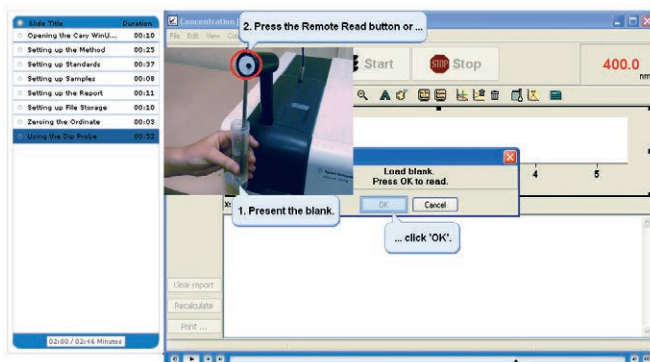 Slide Title Duration
Opening the Cary WinU... 00:10
Setting up the Method 00:25
Setting up Standards 00:37
Setting up Samples 00:08
Setting up the Report 00:11
Setting up File Storage 00:10
Zeroing the Ordinate 00:03
Using the Dip Probe 00:52
02:00 / 02:46 Minutes
Concentration
File Edit View
2. Press the Remote Read button or ...
Start
STOP Stop
400.0
nm
Load blank.
Press OK to read.
OK Cancel
4 5
1. Present the blank.
... click 'OK'.
Clear report
Recalculate
Print ...